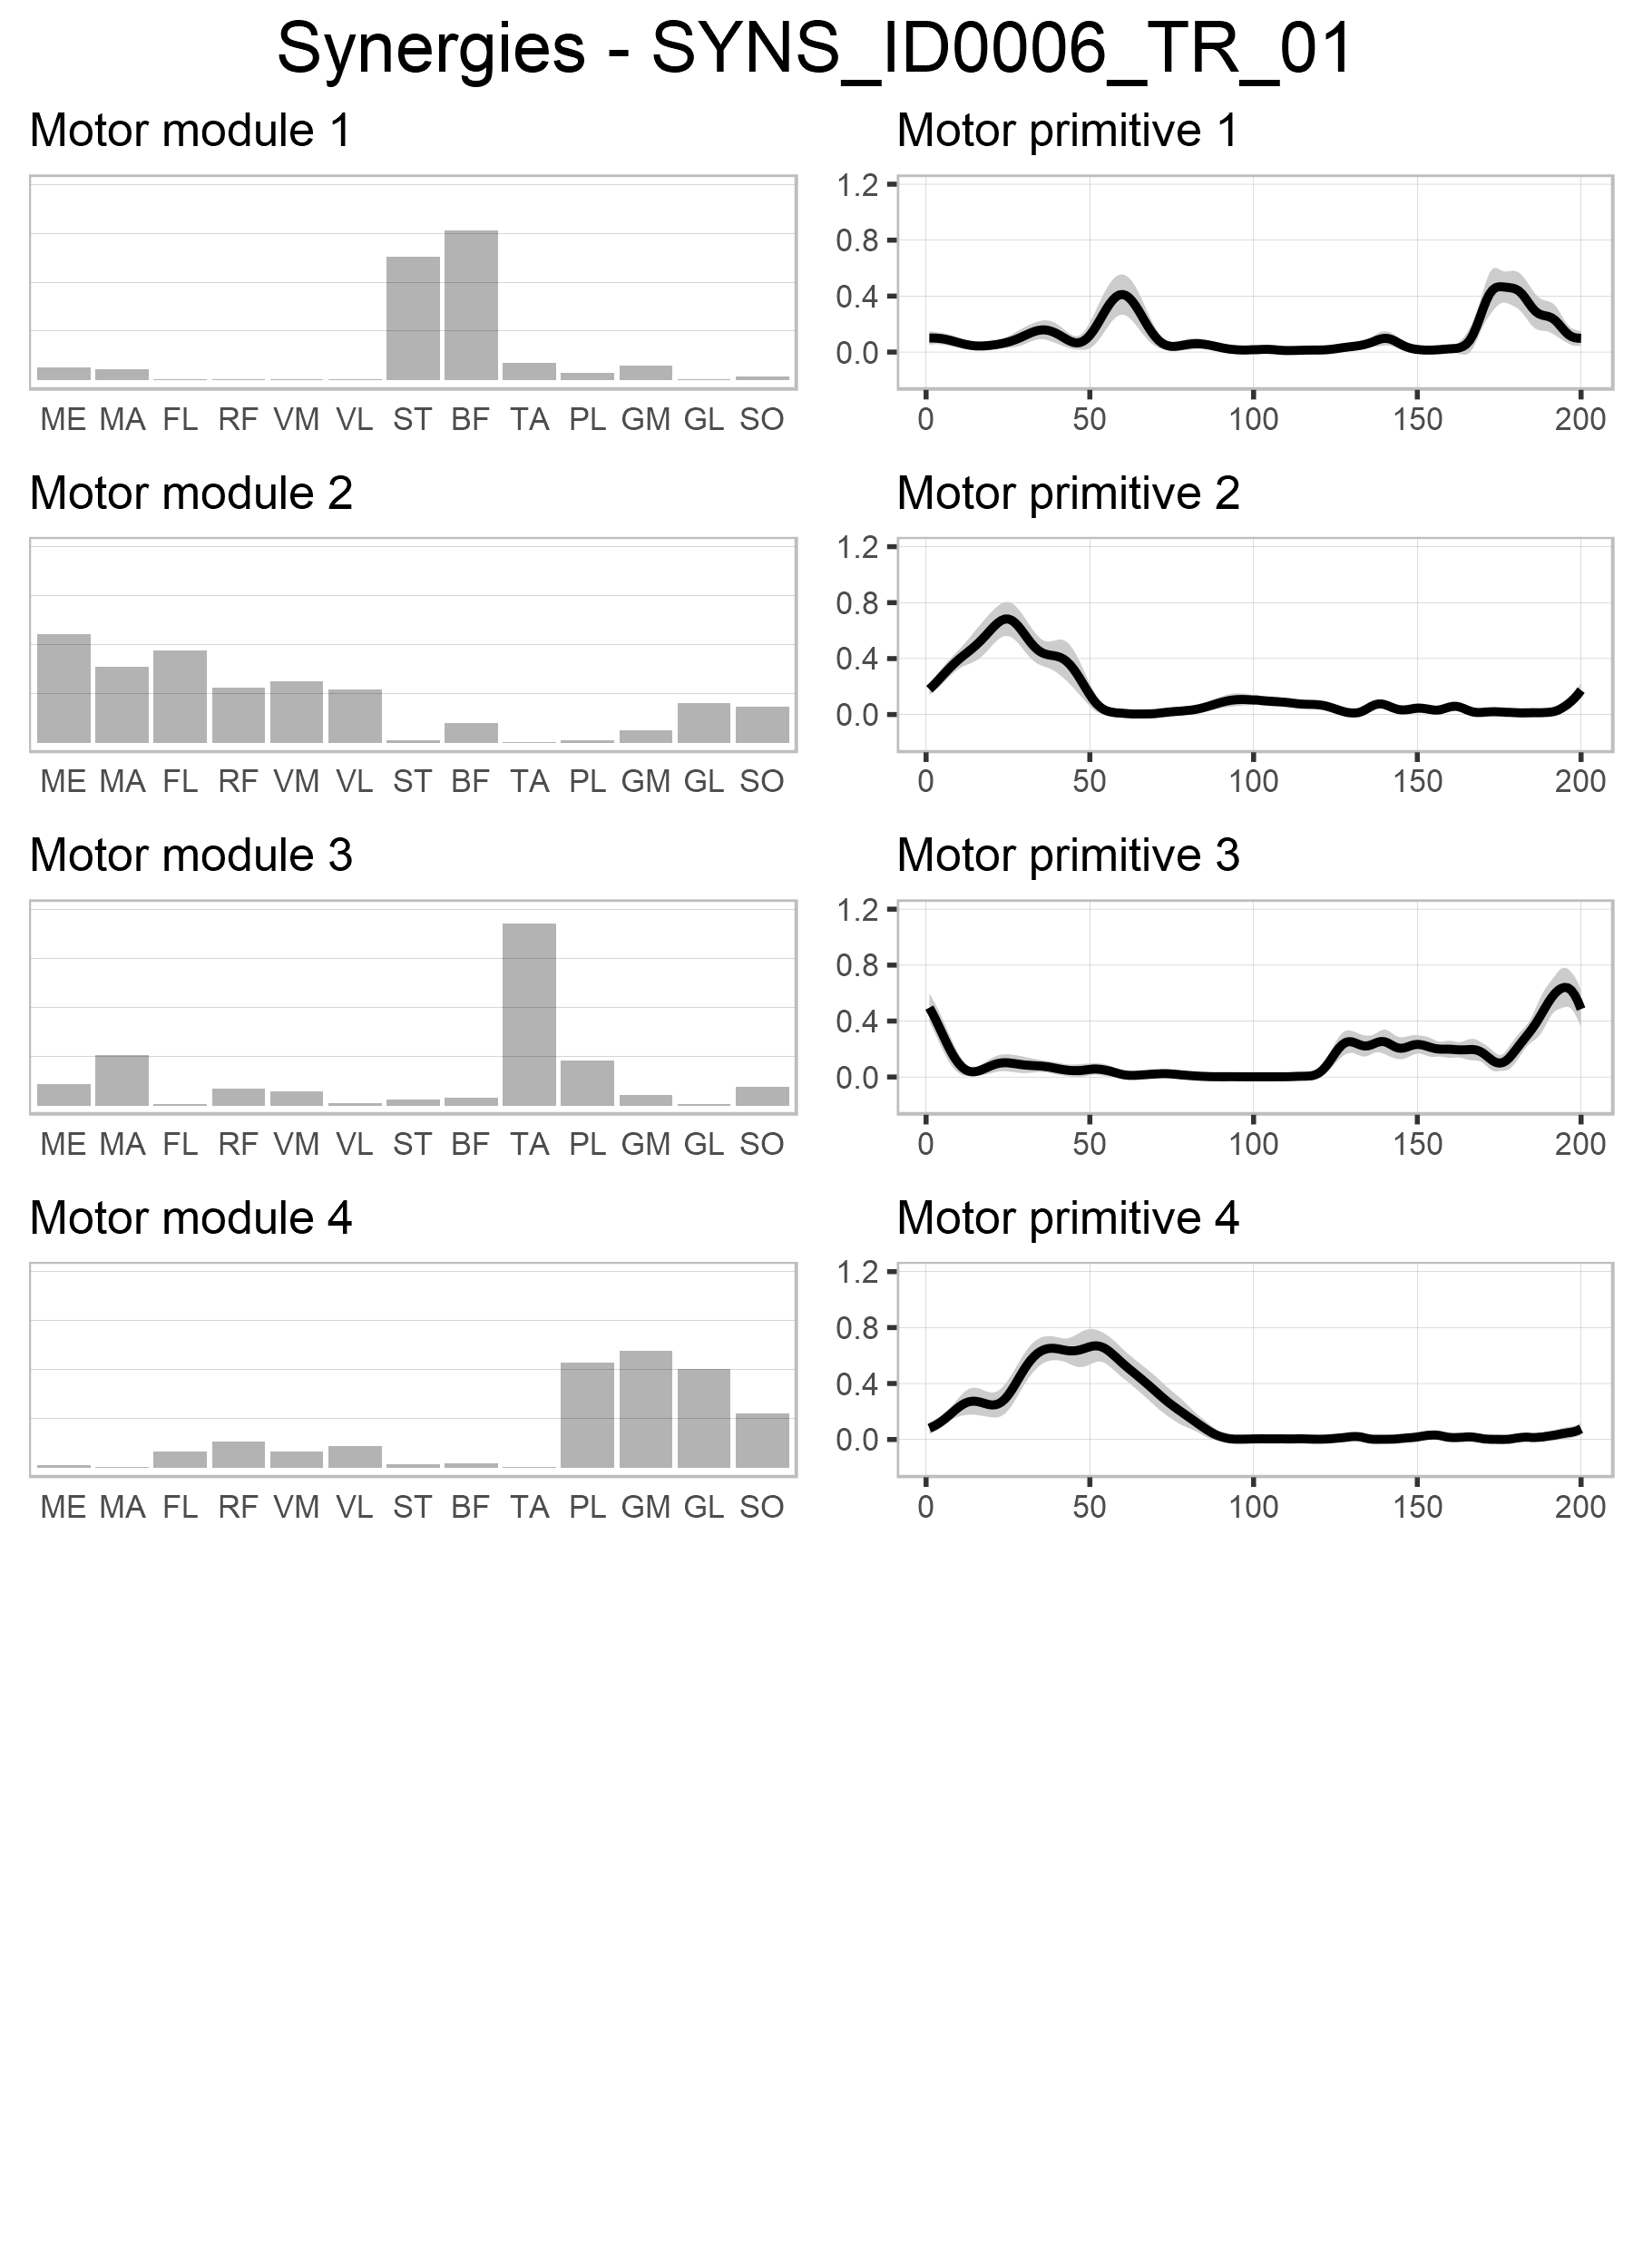 Synergies - SYNS_ID0006_TR_01
Motor module 1
Motor primitive 1
1.2
0.8
0.4
0.0
ME MA FL RF VM VL ST BF TA PL GM GL SO
0 50 100 150 200
Motor module 2
Motor primitive 2
1.2
0.8
0.4
0.0
ME MA FL RF VM VL ST BF TA PL GM GL SO
0 50 100 150 200
Motor module 3
Motor primitive 3
1.2
0.8
0.4
0.0
ME MA FL RF VM VL ST BF TA PL GM GL SO
0 50 100 150 200
Motor module 4
Motor primitive 4
1.2
0.8
0.4
0.0
ME MA FL RF VM VL ST BF TA PL GM GL SO
0 50 100 150 200